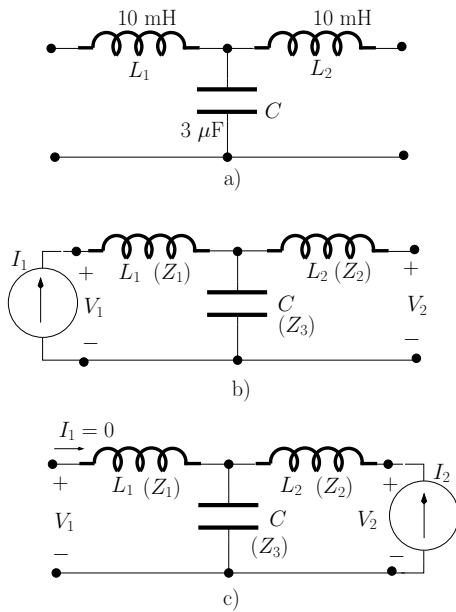 10 mH 10 mH
L₁ L₂
C
3 μF
a)
I₁ + L₁ (Z₁) L₂ (Z₂) +
V₁ C V₂
(Z₃)
− −
b)
I₁ = 0 I₂
+ L₁ (Z₁) L₂ (Z₂) +
V₁ C V₂
(Z₃)
− −
c)